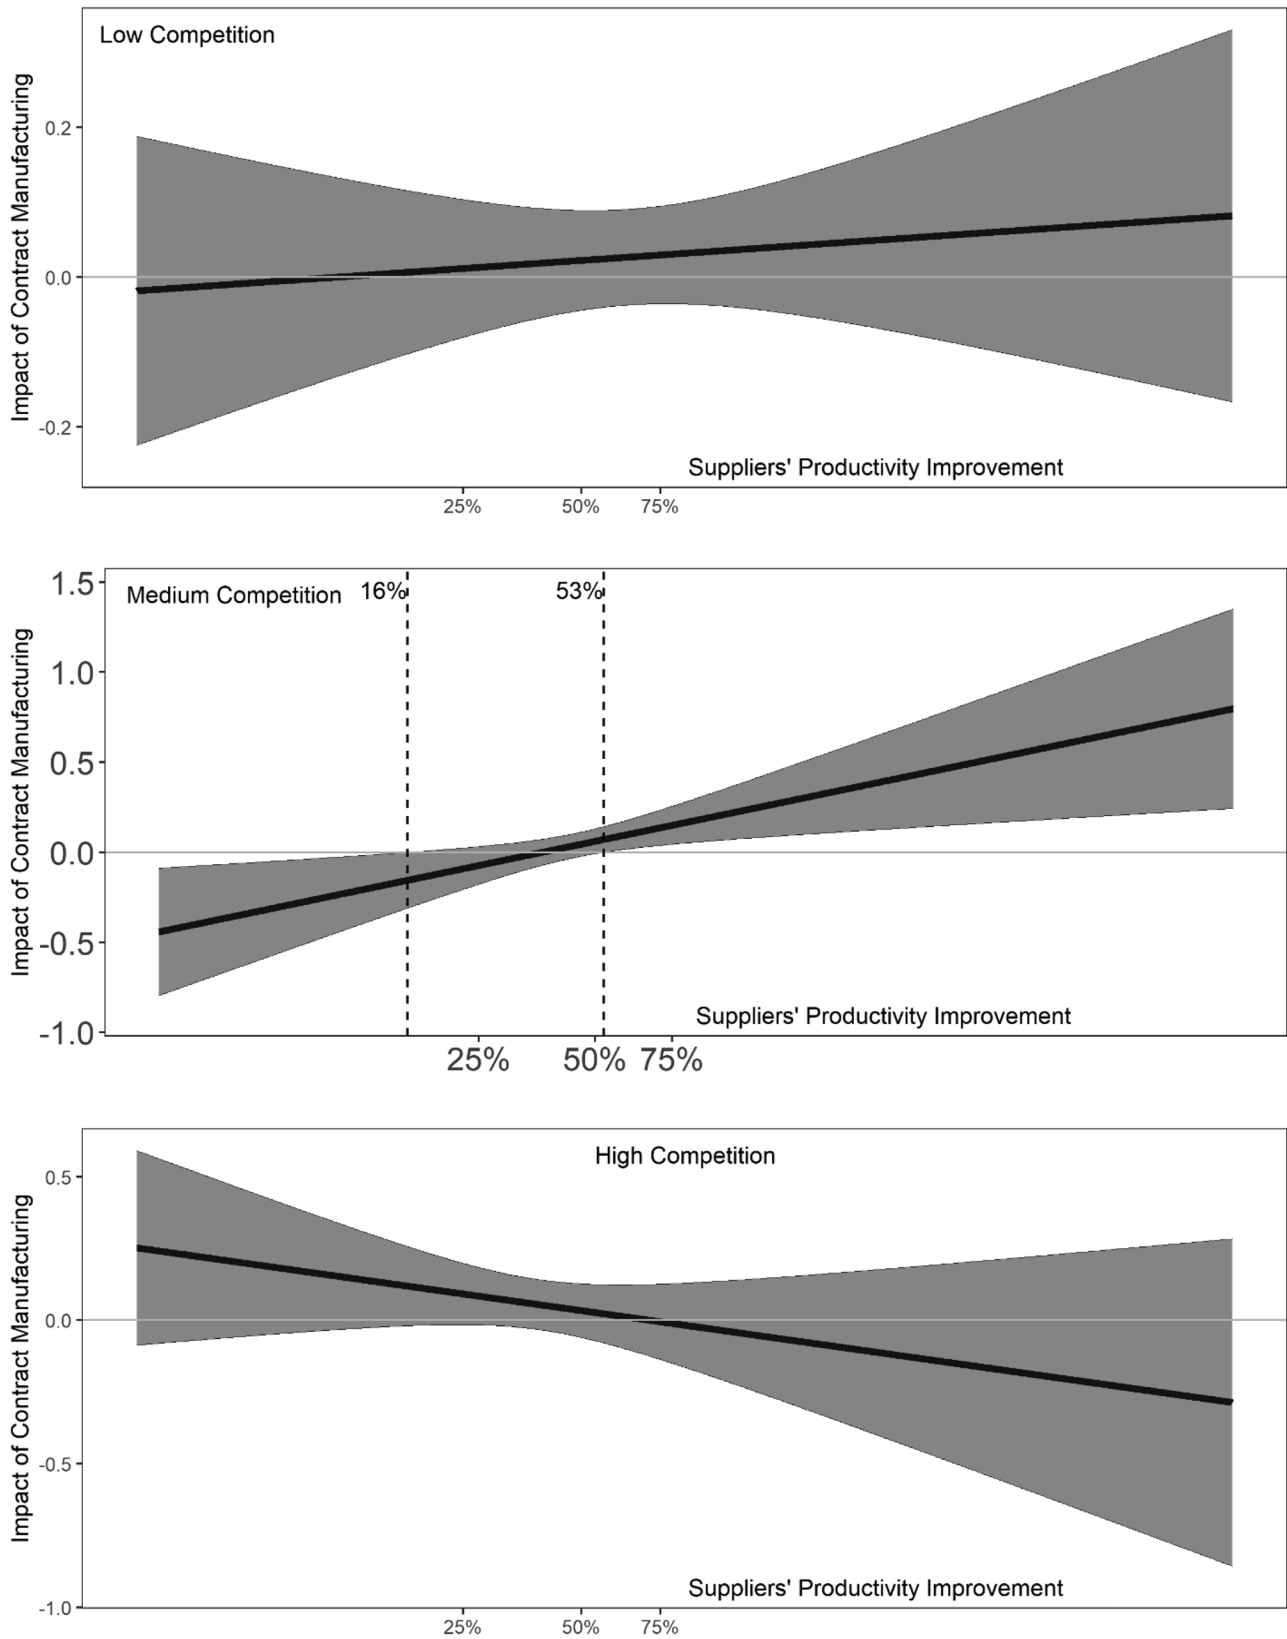 Low Competition
Impact of Contract Manufacturing
0.2
0.0
-0.2
Suppliers' Productivity Improvement
25% 50% 75%
Medium Competition 16% 53%
Impact of Contract Manufacturing
1.5
1.0
0.5
0.0
-0.5
-1.0
Suppliers' Productivity Improvement
25% 50% 75%
High Competition
Impact of Contract Manufacturing
0.5
0.0
-0.5
-1.0
Suppliers' Productivity Improvement
25% 50% 75%